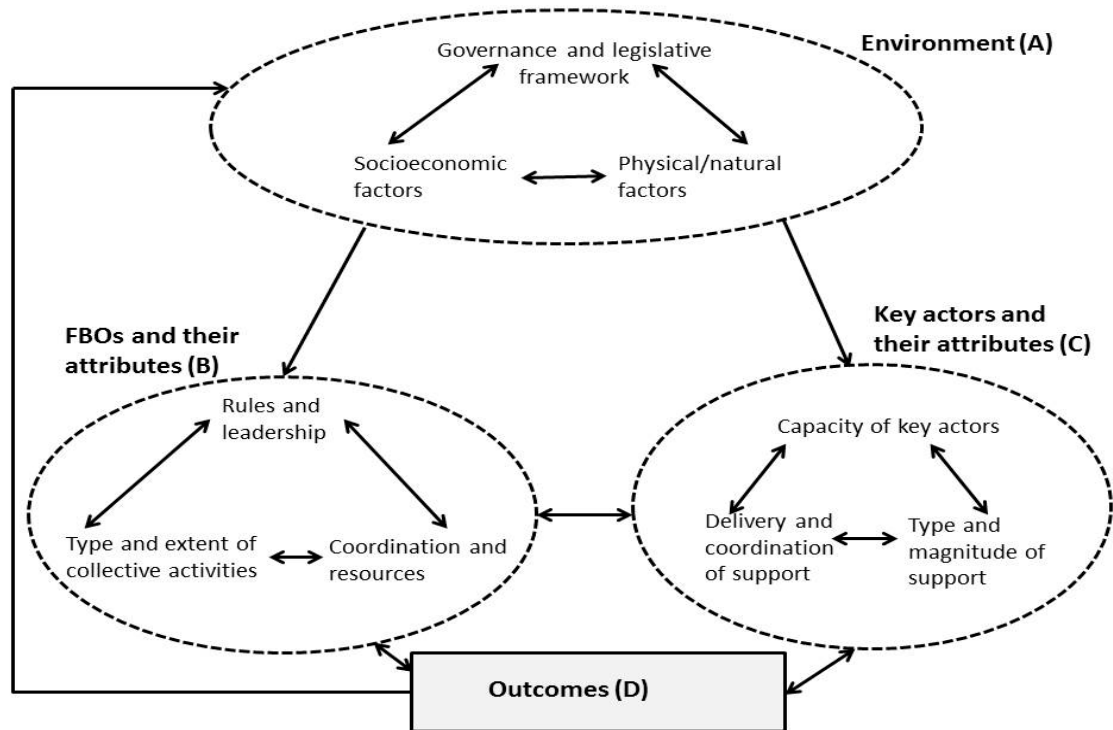 Environment (A)
Governance and legislative
framework
Socioeconomic
factors
Physical/natural
factors
FBOs and their
attributes (B)
Key actors and
their attributes (C)
Rules and
leadership
Type and extent of
collective activities
Coordination and
resources
Capacity of key actors
Delivery and
coordination
of support
Type and
magnitude of
support
Outcomes (D)